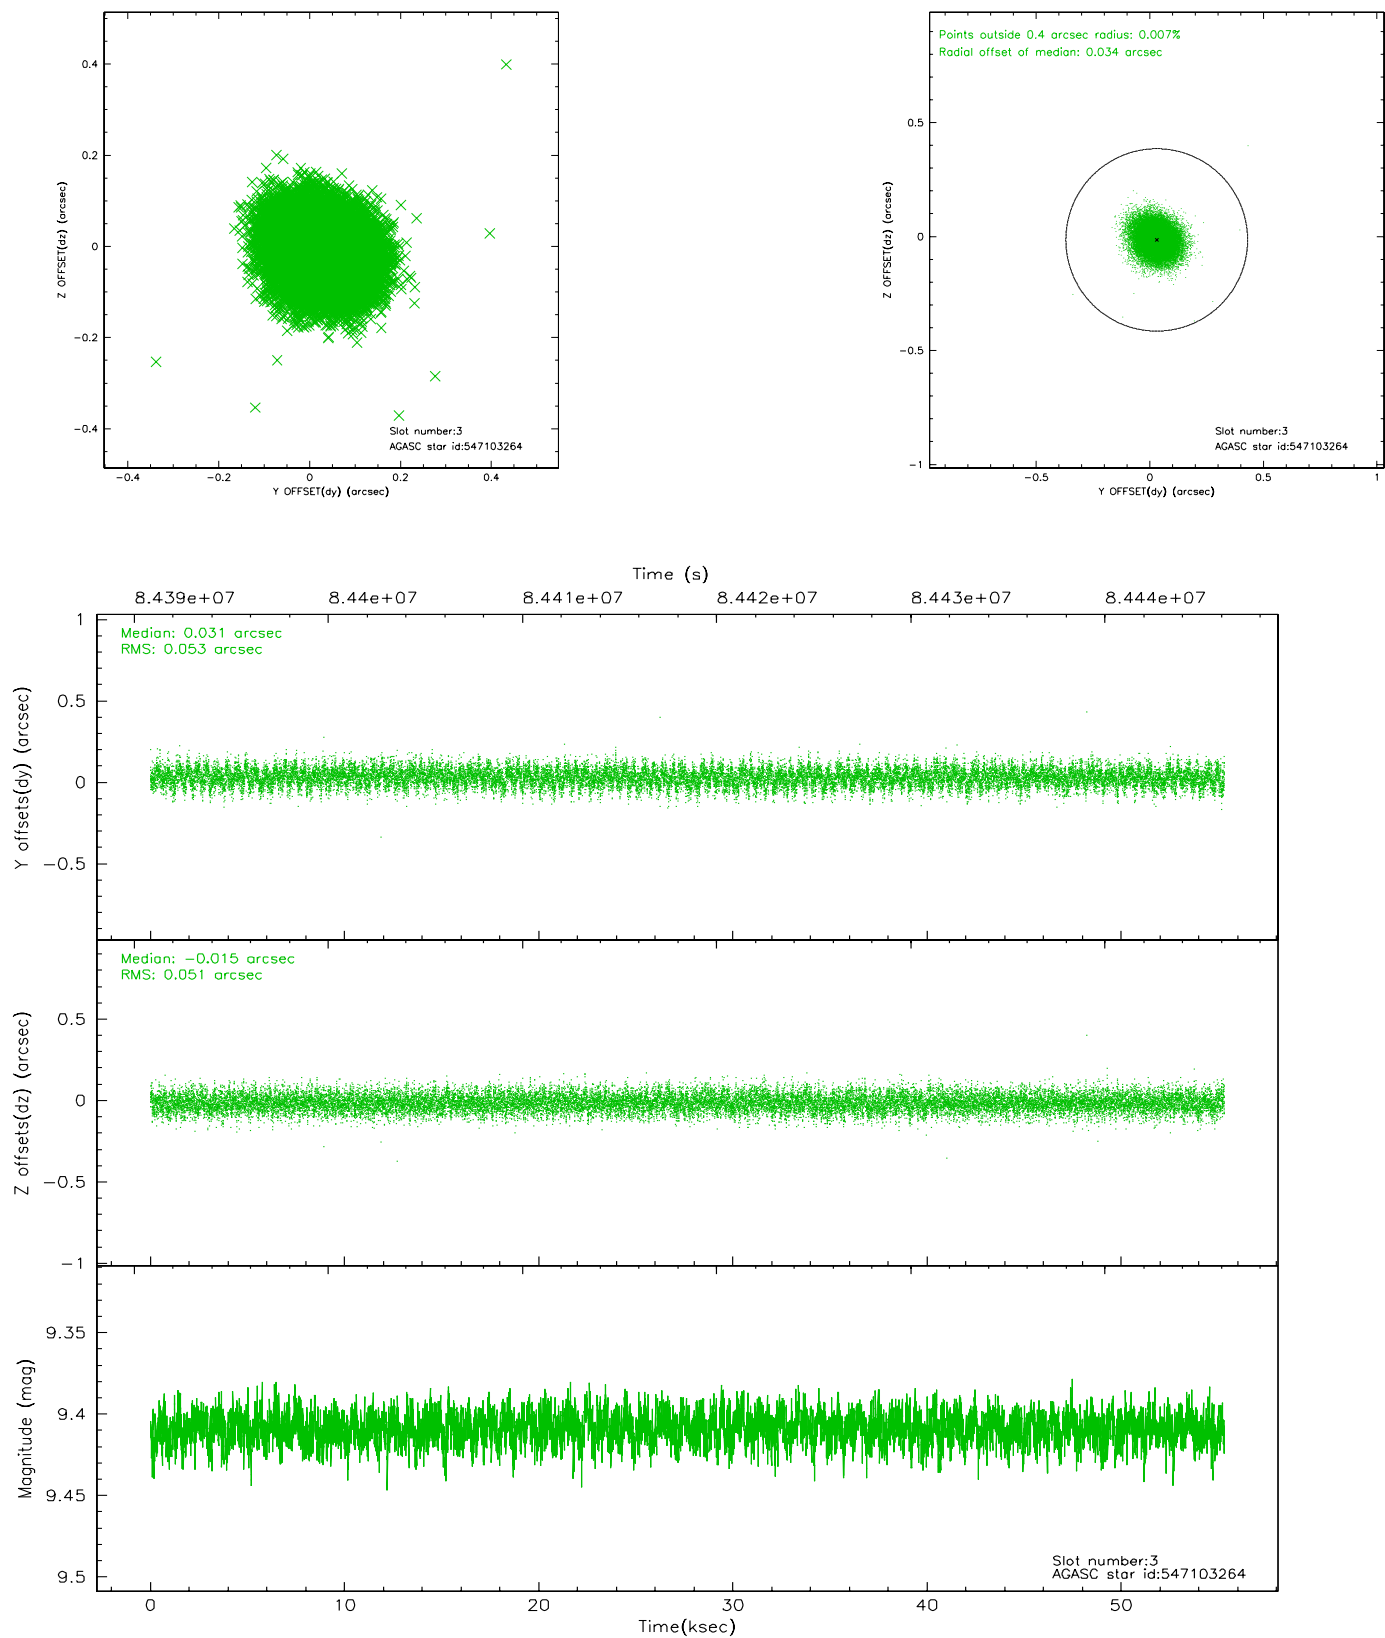 0.4
0.2
0
−0.2
−0.4
Z OFFSET(dz) (arcsec)
Slot number:3
AGASC star id:547103264
−0.4 −0.2 0 0.2 0.4
Y OFFSET(dy) (arcsec)
Points outside 0.4 arcsec radius: 0.007%
Radial offset of median: 0.034 arcsec
0.5
0
−0.5
−1
Z OFFSET(dz) (arcsec)
Slot number:3
AGASC star id:547103264
−0.5 0 0.5 1
Y OFFSET(dy) (arcsec)
Time (s)
8.439e+07 8.44e+07 8.441e+07 8.442e+07 8.443e+07 8.444e+07
Median: 0.031 arcsec
RMS: 0.053 arcsec
1
0.5
0
−0.5
Y offsets(dy) (arcsec)
Median: −0.015 arcsec
RMS: 0.051 arcsec
0.5
0
−0.5
−1
Z offsets(dz) (arcsec)
9.35
9.4
9.45
9.5
Magnitude (mag)
Slot number:3
AGASC star id:547103264
0 10 20 30 40 50
Time(ksec)